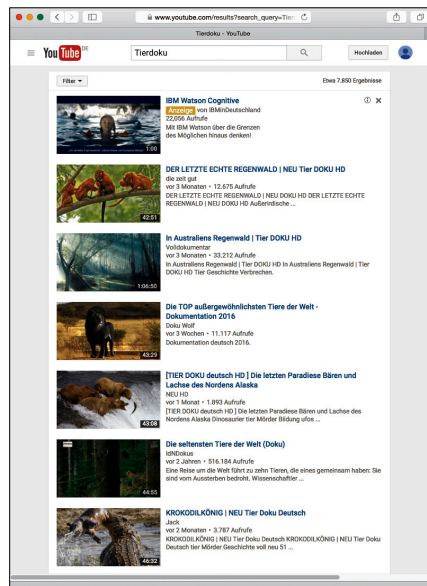 www.youtube.com/results?search_query=Tier
Tierdoku - YouTube
YouTube DE
Tierdoku
Hochladen
Filter
Etwa 7.850 Ergebnisse
IBM Watson Cognitive
Anzeige von IBMinDeutschland
22,056 Aufrufe
Mit IBM Watson über die Grenzen
des Möglichen hinaus denken!
1:00
DER LETZTE ECHTE REGENWALD | NEU Tier DOKU HD
die zeit gut
vor 3 Monaten • 12.675 Aufrufe
DER LETZTE ECHTE REGENWALD | NEU DOKU HD DER LETZTE ECHTE
REGENWALD | NEU DOKU HD Außerirdische ...
42:51
In Australiens Regenwald | Tier DOKU HD
Volldokumentar
vor 3 Monaten • 33.212 Aufrufe
In Australiens Regenwald | Tier DOKU HD In Australiens Regenwald | Tier
DOKU HD Tier Geschichte Verbrechen.
1:06:50
Die TOP außergewöhnlichsten Tiere der Welt -
Dokumentation 2016
Doku Wolf
vor 3 Wochen • 11.117 Aufrufe
Dokumentation deutsch 2016.
43:29
[TIER DOKU deutsch HD ] Die letzten Paradiese Bären und
Lachse des Nordens Alaska
NEU HD
vor 1 Monat • 1.893 Aufrufe
[TIER DOKU deutsch HD ] Die letzten Paradiese Bären und Lachse des
Nordens Alaska Dinosaurier tier Mörder Bildung ufos ...
43:08
Die seltensten Tiere der Welt (Doku)
IdNDokus
vor 2 Jahren • 516.184 Aufrufe
Eine Reise um die Welt führt zu zehn Tieren, die eines gemeinsam haben: Sie
sind vom Aussterben bedroht. Wissenschaftler ...
44:55
KROKODILKÖNIG | NEU Tier Doku Deutsch
Jack
vor 2 Monaten • 3.787 Aufrufe
KROKODILKÖNIG | NEU Tier Doku Deutsch KROKODILKÖNIG | NEU Tier Doku
Deutsch tier Mörder Geschichte voll neu 51 ...
46:32